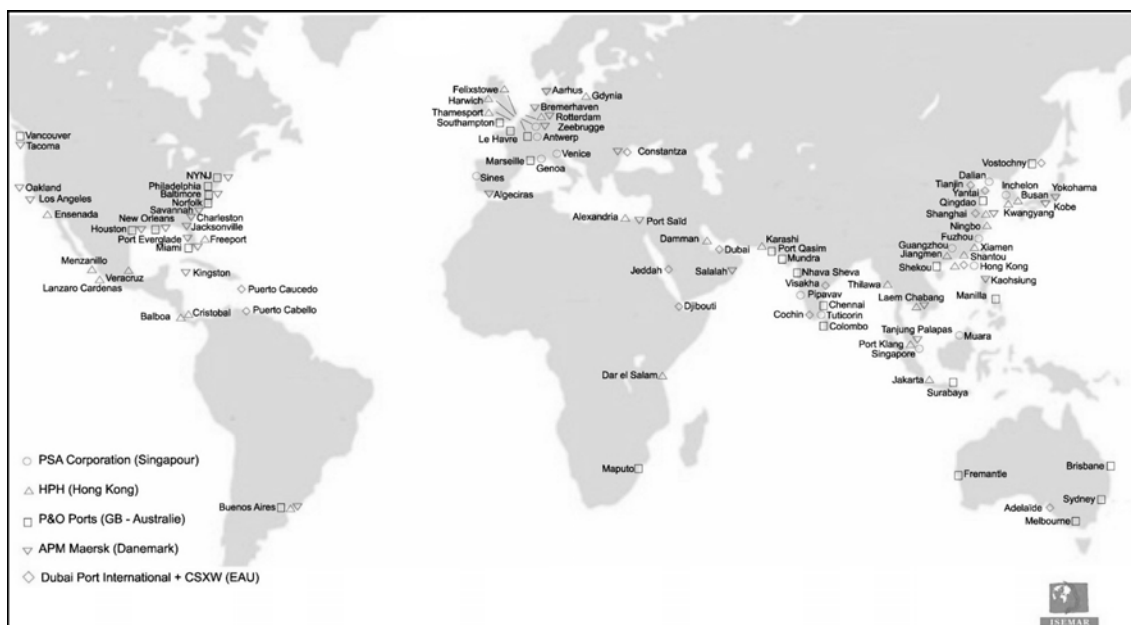 Felixstowe
Harwich
Thamesport
Southampton
Le Havre
Aarhus
Gdynia
Bremerhaven
Rotterdam
Zeebrugge
Antwerp
Marseille
Genoa
Venice
Constantza
Sines
Algeciras
Vancouver
Tacoma
Oakland
Los Angeles
Ensenada
NYNJ
Philadelphia
Baltimore
Norfolk
Savannah
Charleston
New Orleans
Jacksonville
Houston
Port Everglade
Freeport
Miami
Menzanillo
Veracruz
Lanzaro Cardenas
Kingston
Puerto Caucedo
Puerto Cabello
Balboa
Cristobal
Buenos Aires
Alexandria
Port Saïd
Damman
Dubai
Jeddah
Salalah
Djibouti
Dar el Salam
Maputo
Karashi
Port Qasim
Mundra
Nhava Sheva
Visakha
Pipavav
Chennai
Cochin
Tuticorin
Colombo
Thilawa
Laem Chabang
Manilla
Tanjung Palapas
Muara
Port Klang
Singapore
Jakarta
Surabaya
Vostochny
Dalian
Tianjin
Yantai
Qingdao
Inchelon
Busan
Yokohama
Kobe
Kwangyang
Shanghai
Ningbo
Fuzhou
Guangzhou
Xiamen
Jiangmen
Shantou
Shekou
Hong Kong
Kaohsiung
Fremantle
Brisbane
Sydney
Adelaïde
Melbourne
PSA Corporation (Singapour)
HPH (Hong Kong)
P&O Ports (GB - Australie)
APM Maersk (Danemark)
Dubai Port International + CSXW (EAU)
ISEMAR